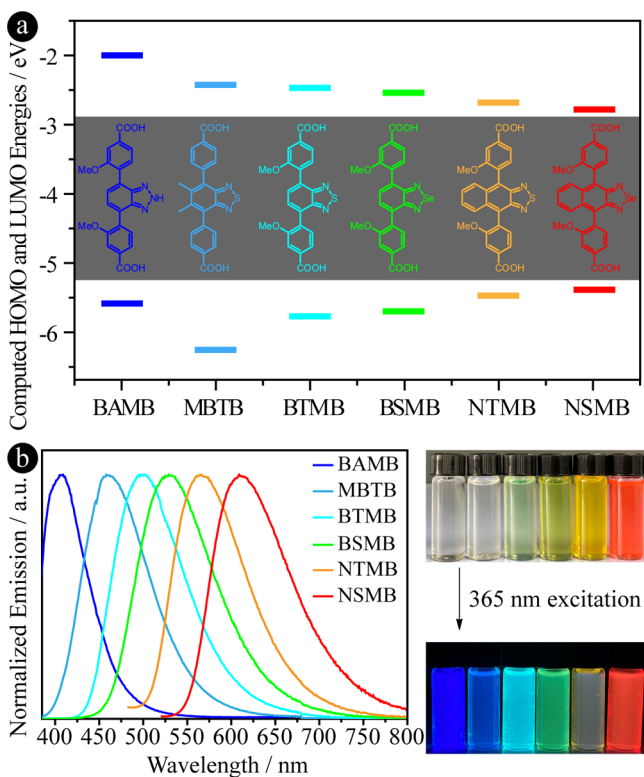 a
Computed HOMO and LUMO Energies / eV
-2
-3
-4
-5
-6
COOH COOH COOH COOH COOH COOH
MeO MeO MeO MeO MeO
N N N N N N
NH S S Se S Se
N N N N N N
MeO MeO MeO MeO MeO
COOH COOH COOH COOH COOH COOH
BAMB MBTB BTMB BSMB NTMB NSMB
b
Normalized Emission / a.u.
BAMB
MBTB
BTMB
BSMB
NTMB
NSMB
400 450 500 550 600 650 700 750 800
Wavelength / nm
365 nm excitation